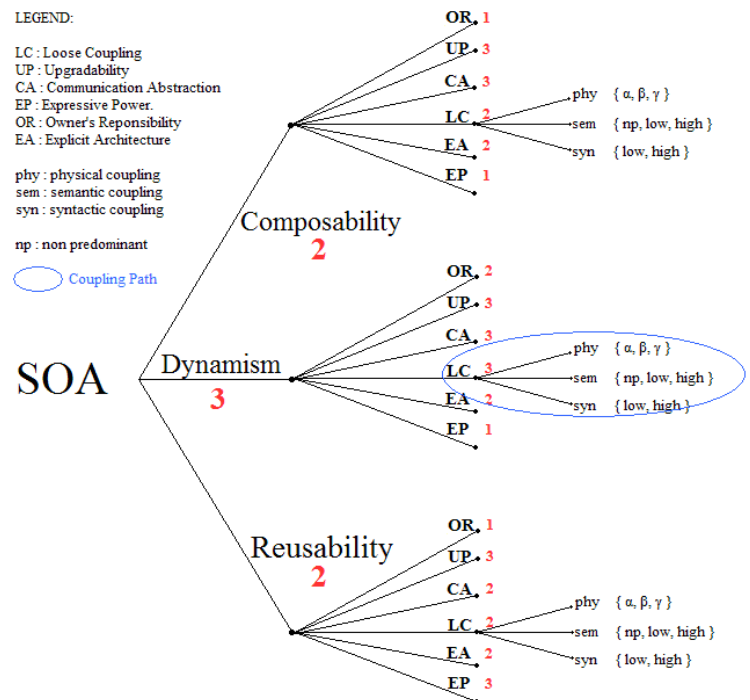 LEGEND:
LC : Loose Coupling
UP : Upgradability
CA : Communication Abstraction
EP : Expressive Power.
OR : Owner's Reponsibility
EA : Explicit Architecture
phy : physical coupling
sem : semantic coupling
syn : syntactic coupling
np : non predominant
Coupling Path
OR 1
UP 3
CA 3
LC 2
EA 2
EP 1
phy { α, β, γ }
sem { np, low, high }
syn { low, high }
Composability
2
SOA
Dynamism
3
OR 2
UP 3
CA 3
LC 3
EA 2
EP 1
phy { α, β, γ }
sem { np, low, high }
syn { low, high }
Reusability
2
OR 1
UP 3
CA 2
LC 2
EA 2
EP 3
phy { α, β, γ }
sem { np, low, high }
syn { low, high }